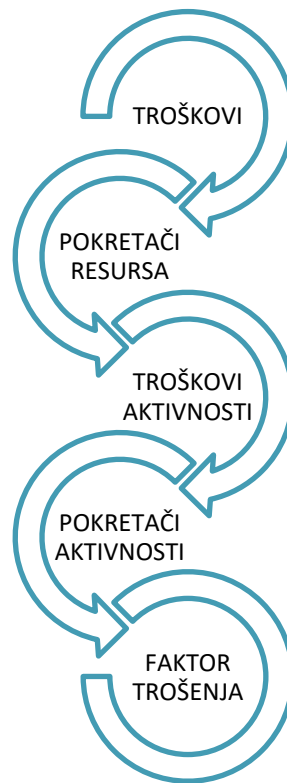 TROŠKOVI
POKRETAČI
RESURSA
TROŠKOVI
AKTIVNOSTI
POKRETAČI
AKTIVNOSTI
FAKTOR
TROŠENJA